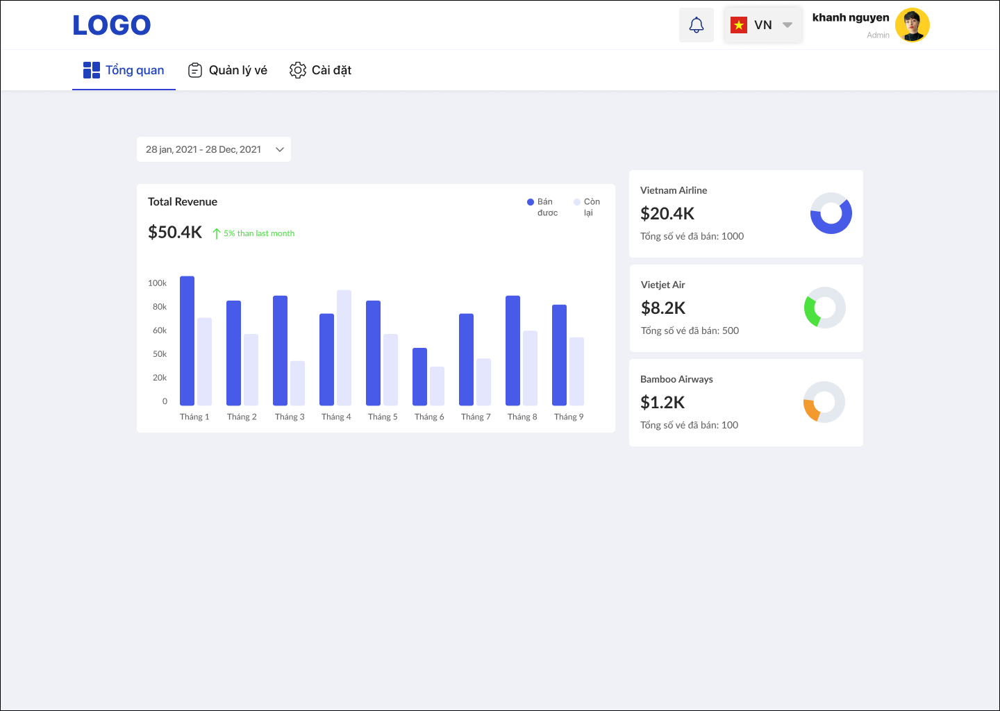 LOGO
VN
khanh nguyen
Admin
Tổng quan
Quản lý vé
Cài đặt
28 jan, 2021 - 28 Dec, 2021
Total Revenue
Bán
đươc
Còn
lại
$50.4K
5% than last month
100k
80k
60k
50k
20k
0
Tháng 1
Tháng 2
Tháng 3
Tháng 4
Tháng 5
Tháng 6
Tháng 7
Tháng 8
Tháng 9
Vietnam Airline
$20.4K
Tổng số vé đã bán: 1000
Vietjet Air
$8.2K
Tổng số vé đã bán: 500
Bamboo Airways
$1.2K
Tổng số vé đã bán: 100